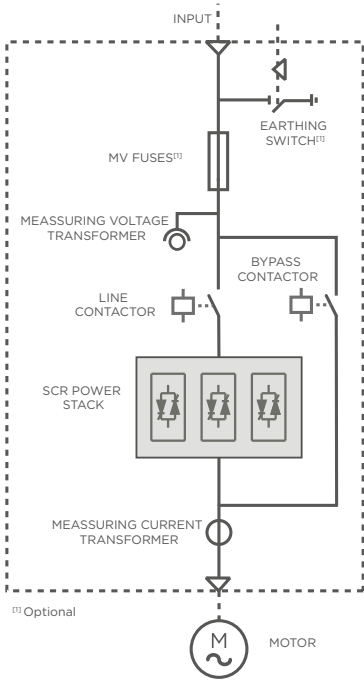 INPUT
EARTHING
SWITCH[1]
MV FUSES[1]
MEASSURING VOLTAGE
TRANSFORMER
BYPASS
CONTACTOR
LINE
CONTACTOR
SCR POWER
STACK
MEASSURING CURRENT
TRANSFORMER
[1] Optional
M
MOTOR